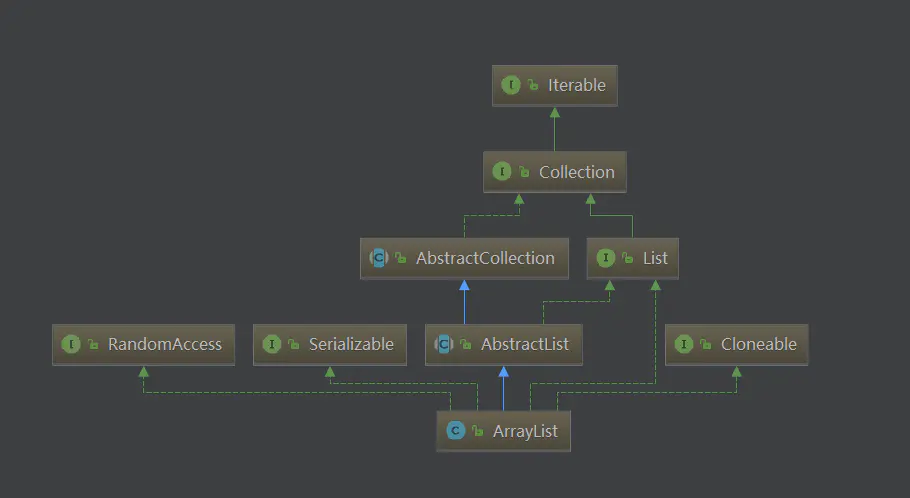 I Iterable
I Collection
C AbstractCollection
I List
I RandomAccess
I Serializable
C AbstractList
I Cloneable
C ArrayList